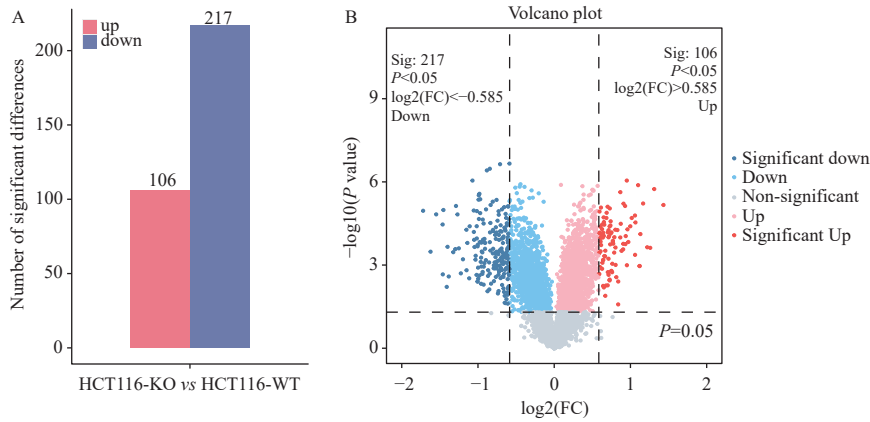 A
up
down
217
106
Number of significant differences
200
150
100
50
0
HCT116-KO vs HCT116-WT
B
Volcano plot
Sig: 217
P<0.05
log2(FC)<−0.585
Down
Sig: 106
P<0.05
log2(FC)>0.585
Up
−log10(P value)
9
6
3
0
P=0.05
−2
−1
0
1
2
log2(FC)
Significant down
Down
Non-significant
Up
Significant Up